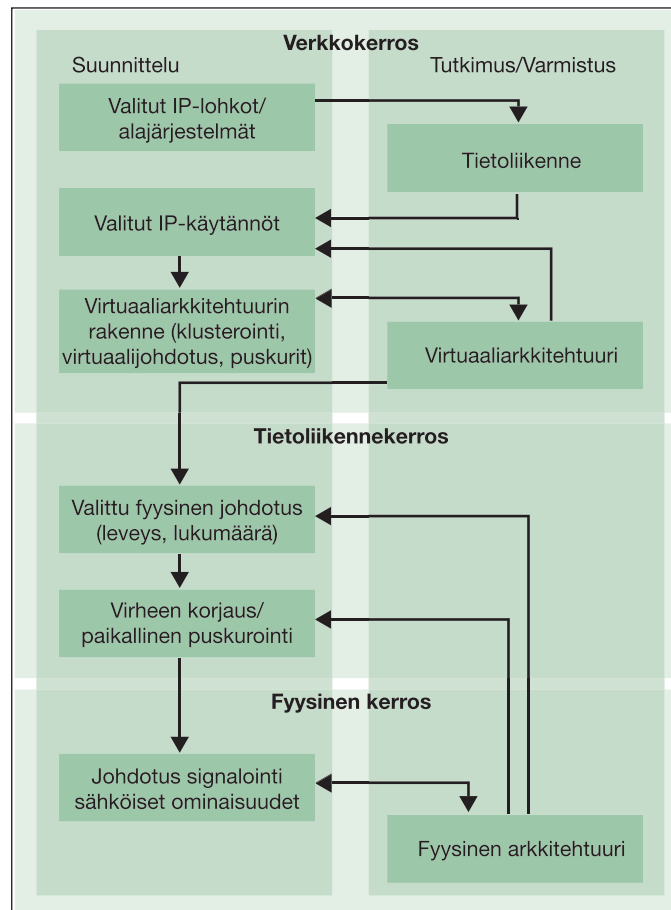 Verkkokerros
Suunnittelu
Tutkimus/Varmistus
Valitut IP-lohkot/
alajärjestelmät
Tietoliikenne
Valitut IP-käytännöt
Virtuaaliarkkitehtuurin
rakenne (klusterointi,
virtuaalijohdotus, puskurit)
Virtuaaliarkkitehtuuri
Tietoliikennekerros
Valittu fyysinen johdotus
(leveys, lukumäärä)
Virheen korjaus/
paikallinen puskurointi
Fyysinen kerros
Johdotus signalointi
sähköiset ominaisuudet
Fyysinen arkkitehtuuri